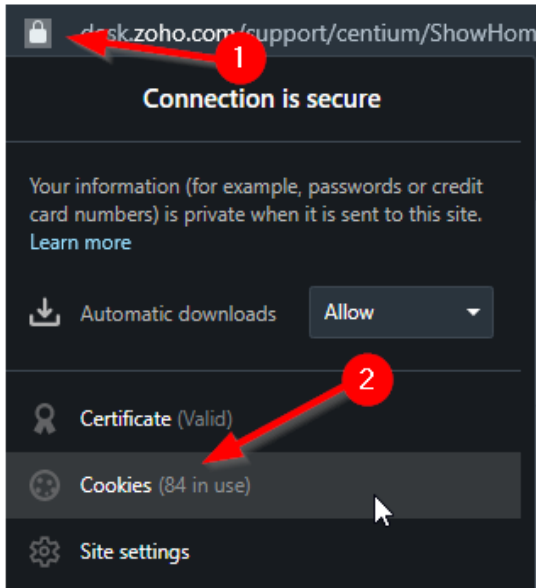 desk.zoho.com/support/centium/ShowHom
1
Connection is secure
Your information (for example, passwords or credit
card numbers) is private when it is sent to this site.
Learn more
Automatic downloads Allow
2
Certificate (Valid)
Cookies (84 in use)
Site settings